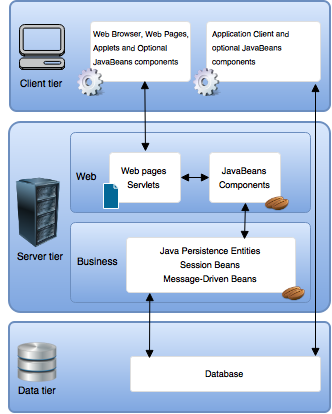 Web Browser, Web Pages,
Applets and Optional
JavaBeans components
Application Client and
optional JavaBeans
components
Client tier
Web
Web pages
Servlets
JavaBeans
Components
Server tier
Business
Java Persistence Entities
Session Beans
Message-Driven Beans
Database
Data tier